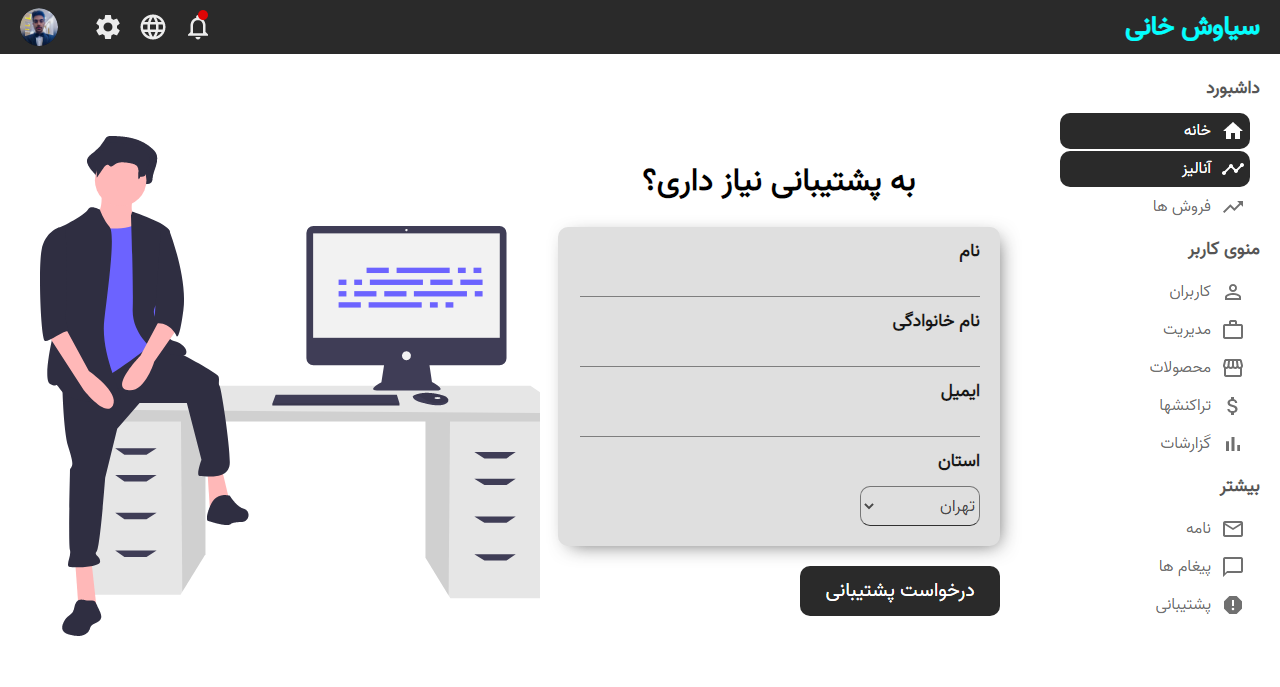 سیاوش خانی
داشبورد
خانه
آنالیز
فروش ها
منوی کاربر
کاربران
مدیریت
محصولات
تراکنشها
گزارشات
بیشتر
نامه
پیغام ها
پشتیبانی
به پشتیبانی نیاز داری؟
نام
نام خانوادگی
ایمیل
استان
تهران
درخواست پشتیبانی